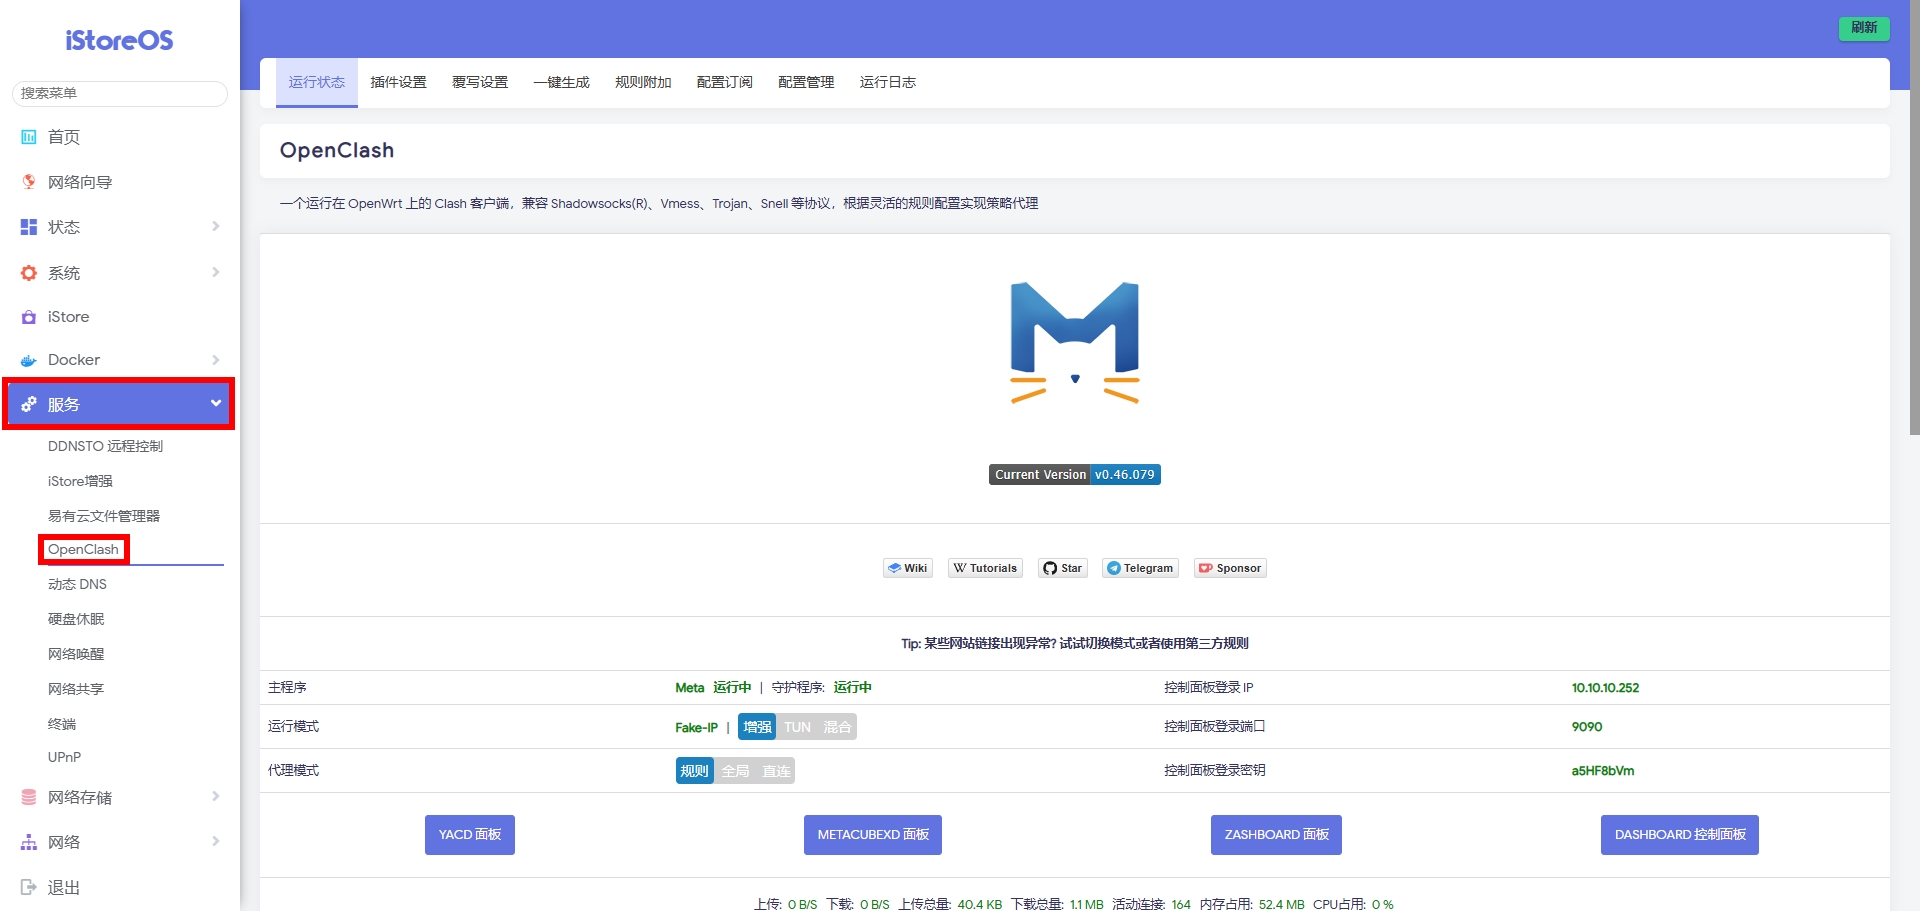 iStoreOS
搜索菜单
首页
网络向导
状态
系统
iStore
Docker
服务
DDNSTO 远程控制
iStore增强
易有云文件管理器
OpenClash
动态 DNS
硬盘休眠
网络唤醒
网络共享
终端
UPnP
网络存储
网络
退出
刷新
运行状态 插件设置 覆写设置 一键生成 规则附加 配置订阅 配置管理 运行日志
OpenClash
一个运行在 OpenWrt 上的 Clash 客户端，兼容 Shadowsocks(R)、Vmess、Trojan、Snell 等协议，根据灵活的规则配置实现策略代理
Current Version v0.46.079
Wiki Tutorials Star Telegram Sponsor
Tip: 某些网站链接出现异常? 试试切换模式或者使用第三方规则
主程序 Meta 运行中 | 守护程序: 运行中 控制面板登录 IP 10.10.10.252
运行模式 Fake-IP | 增强 TUN 混合 控制面板登录端口 9090
代理模式 规则 全局 直连 控制面板登录密钥 a5HF8bVm
YACD 面板 METACUBEXD 面板 ZASHBOARD 面板 DASHBOARD 控制面板
上传: 0 B/S 下载: 0 B/S 上传总量: 40.4 KB 下载总量: 1.1 MB 活动连接: 164 内存占用: 52.4 MB CPU占用: 0 %